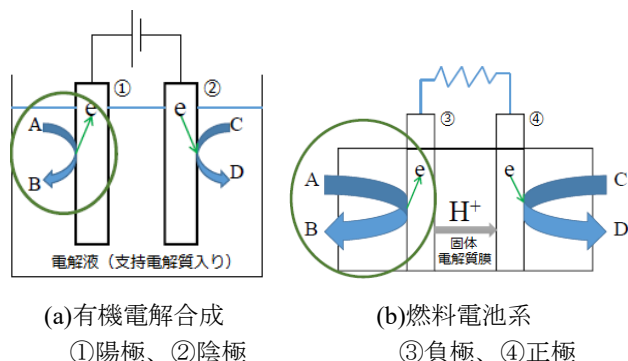 ① ②
e e
A C
B D
電解液（支持電解質入り）
(a)有機電解合成
①陽極、②陰極
③ ④
A e e C
B H⁺ D
固体
電解質膜
(b)燃料電池系
③負極、④正極